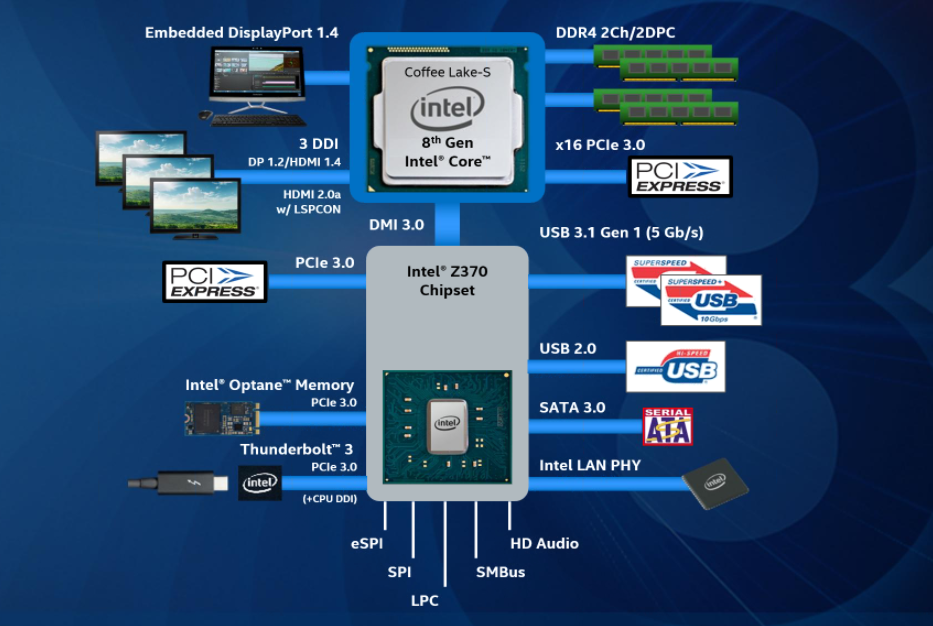 Embedded DisplayPort 1.4
DDR4 2Ch/2DPC
Coffee Lake-S
intel
8th Gen
Intel® Core™
3 DDI
DP 1.2/HDMI 1.4
HDMI 2.0a
w/ LSPCON
x16 PCIe 3.0
PCI
EXPRESS®
DMI 3.0
USB 3.1 Gen 1 (5 Gb/s)
PCIe 3.0
PCI
EXPRESS®
Intel® Z370
Chipset
SUPERSPEED
CERTIFIED
SUPERSPEED+
CERTIFIED USB
10Gbps
USB 2.0
HI-SPEED
CERTIFIED USB
Intel® Optane™ Memory
PCIe 3.0
SATA 3.0
SERIAL
ATA
intel
Thunderbolt™ 3
PCIe 3.0
(+CPU DDI)
intel
Intel LAN PHY
intel
eSPI
HD Audio
SPI
SMBus
LPC